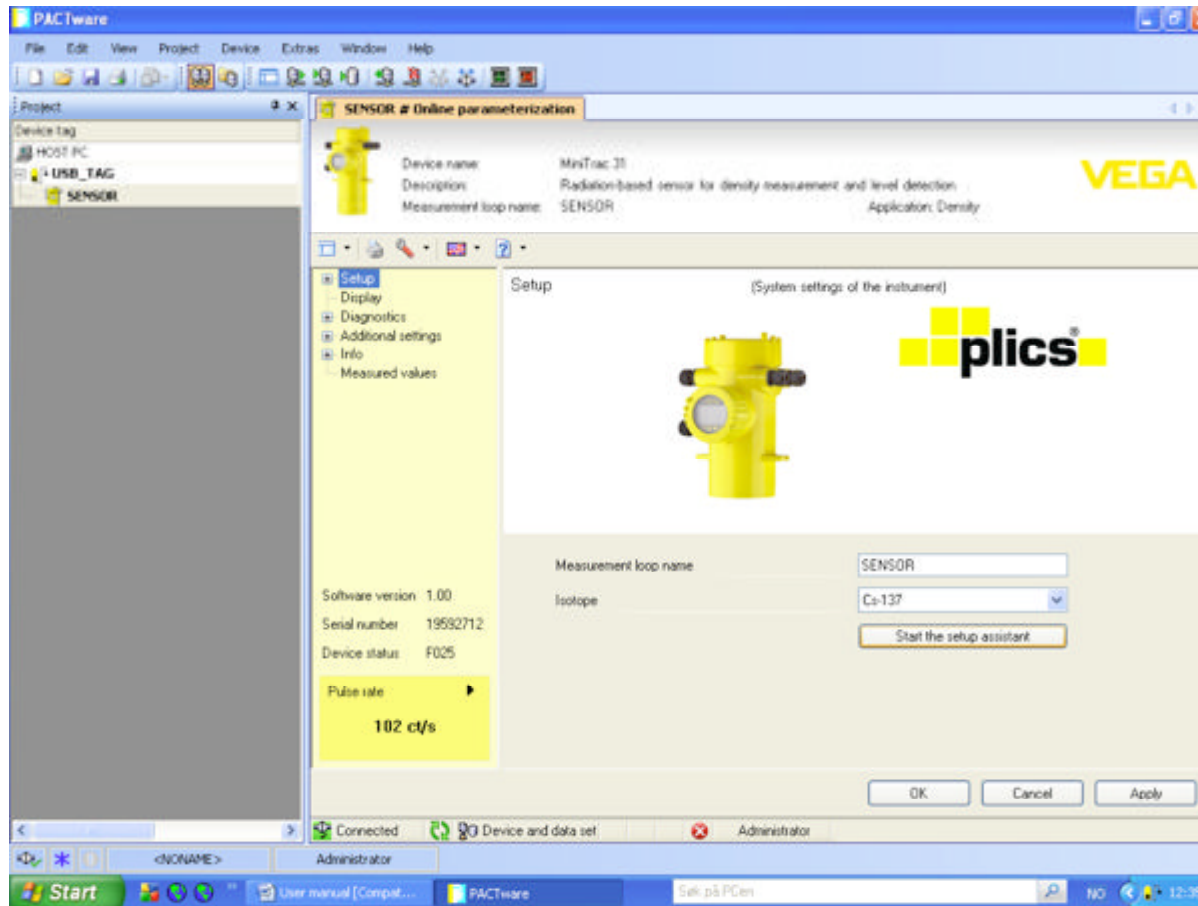 PACTware
File Edit View Project Device Extras Window Help
Project
SENSOR # Online parameterization
Device tag
HOST PC
USB_TAG
SENSOR
Device name: MiniTrac 31
Description: Radiation-based sensor for density measurement and level detection
Measurement loop name: SENSOR Application: Density
VEGA
Setup
Display
Diagnostics
Additional settings
Info
Measured values
Setup (System settings of the instrument)
plics®
Measurement loop name SENSOR
Isotope Cs-137
Start the setup assistant
Software version 1.00
Serial number 19592712
Device status F025
Pulse rate
102 ct/s
OK Cancel Apply
Connected Device and data set Administrator
<NONAME> Administrator
Start User manual [Compat... PACTware Søk på PCen NO 12:39